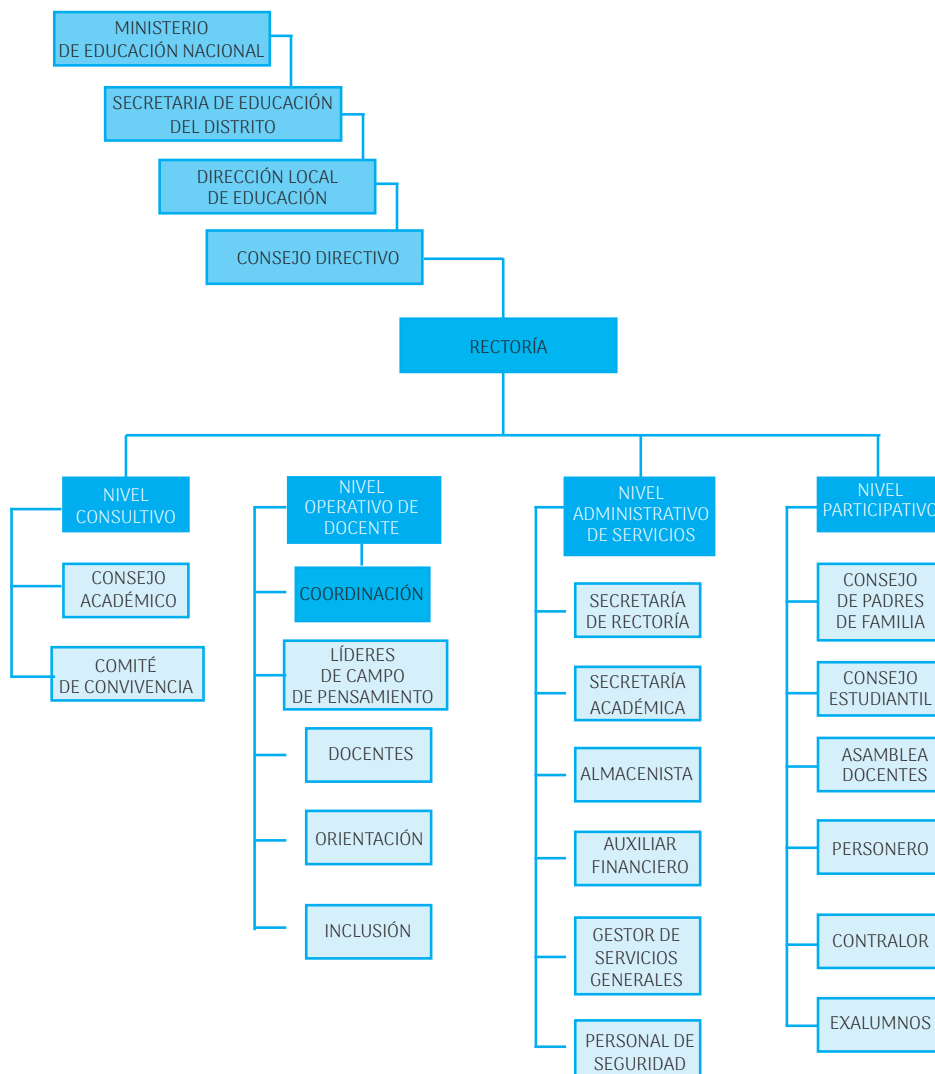 MINISTERIO
DE EDUCACIÓN NACIONAL
SECRETARIA DE EDUCACIÓN
DEL DISTRITO
DIRECCIÓN LOCAL
DE EDUCACIÓN
CONSEJO DIRECTIVO
RECTORÍA
NIVEL
CONSULTIVO
CONSEJO
ACADÉMICO
COMITÉ
DE CONVIVENCIA
NIVEL
OPERATIVO DE
DOCENTE
COORDINACIÓN
LÍDERES
DE CAMPO
DE PENSAMIENTO
DOCENTES
ORIENTACIÓN
INCLUSIÓN
NIVEL
ADMINISTRATIVO
DE SERVICIOS
SECRETARÍA
DE RECTORÍA
SECRETARÍA
ACADÉMICA
ALMACENISTA
AUXILIAR
FINANCIERO
GESTOR DE
SERVICIOS
GENERALES
PERSONAL DE
SEGURIDAD
NIVEL
PARTICIPATIVO
CONSEJO
DE PADRES
DE FAMILIA
CONSEJO
ESTUDIANTIL
ASAMBLEA
DOCENTES
PERSONERO
CONTRALOR
EXALUMNOS